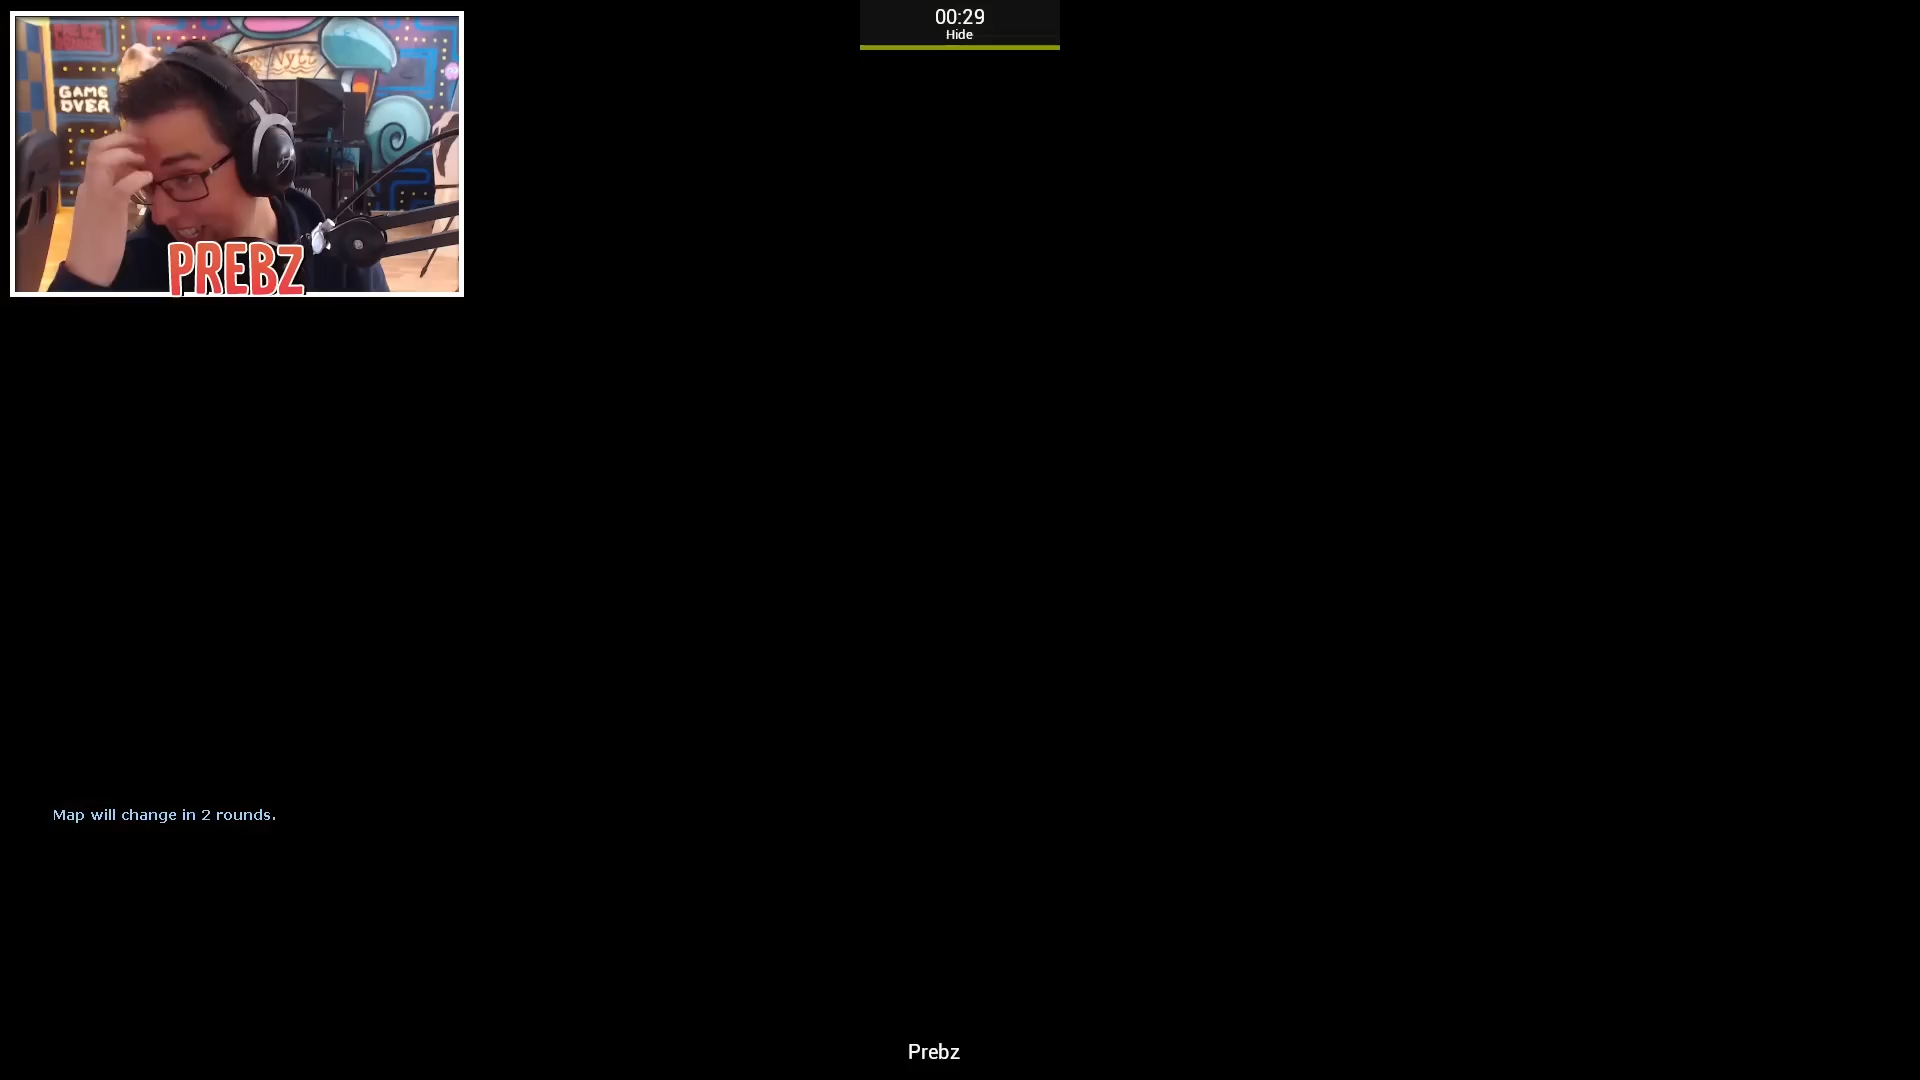 00:29
Hide
GAME
OVER
PREBZ
Map will change in 2 rounds.
Prebz